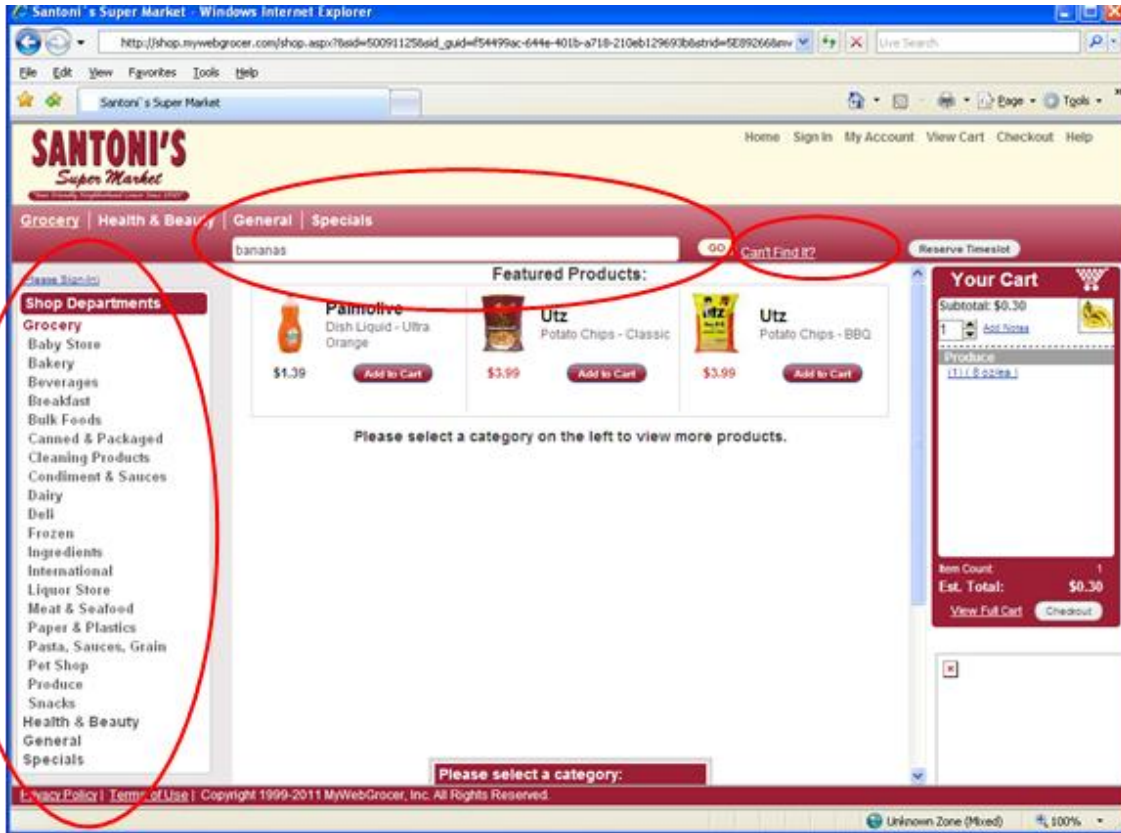 Santoni`s Super Market - Windows Internet Explorer
File Edit View Favorites Tools Help
Live Search
Santoni`s Super Market
Page Tools
SANTONI'S
Super Market
Home Sign In My Account View Cart Checkout Help
Grocery | Health & Beauty | General | Specials
bananas GO Can't Find It? Reserve Timeslot
(Please Sign-In)
Shop Departments
Grocery
Baby Store
Bakery
Beverages
Breakfast
Bulk Foods
Canned & Packaged
Cleaning Products
Condiment & Sauces
Dairy
Deli
Frozen
Ingredients
International
Liquor Store
Meat & Seafood
Paper & Plastics
Pasta, Sauces, Grain
Pet Shop
Produce
Snacks
Health & Beauty
General
Specials
Featured Products:
Palmolive
Dish Liquid - Ultra
Orange
$1.39 Add to Cart
Utz
Potato Chips - Classic
$3.99 Add to Cart
Utz
Potato Chips - BBQ
$3.99 Add to Cart
Please select a category on the left to view more products.
Please select a category:
Your Cart
Subtotal: $0.30
1 Add Notes
Produce
Item Count 1
Est. Total: $0.30
View Full Cart Checkout
Privacy Policy | Terms of Use | Copyright 1999-2011 MyWebGrocer, Inc. All Rights Reserved.
Unknown Zone (Mixed) 100%